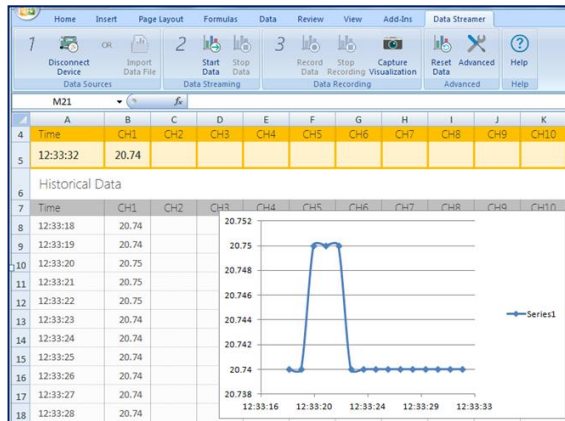 Home Insert Page Layout Formulas Data Review View Add-Ins Data Streamer
1 Disconnect Device OR Import Data File 2 Start Data Stop Data 3 Record Data Stop Recording Capture Visualization Reset Data Advanced Help
Data Sources Data Streaming Data Recording Advanced Help
M21 fx
A B C D E F G H I J K
4 Time CH1 CH2 CH3 CH4 CH5 CH6 CH7 CH8 CH9 CH10
5 12:33:32 20.74
6 Historical Data
7 Time CH1 CH2 CH3 CH4 CH5 CH6 CH7 CH8 CH9 CH10
8 12:33:18 20.74
9 12:33:19 20.74
10 12:33:20 20.75
11 12:33:21 20.75
12 12:33:22 20.75
13 12:33:23 20.74
14 12:33:24 20.74
15 12:33:25 20.74
16 12:33:26 20.74
17 12:33:27 20.74
18 12:33:28 20.74
20.752
20.75
20.748
20.746
20.744
20.742
20.74
20.738
12:33:16 12:33:20 12:33:24 12:33:29 12:33:33
Series1